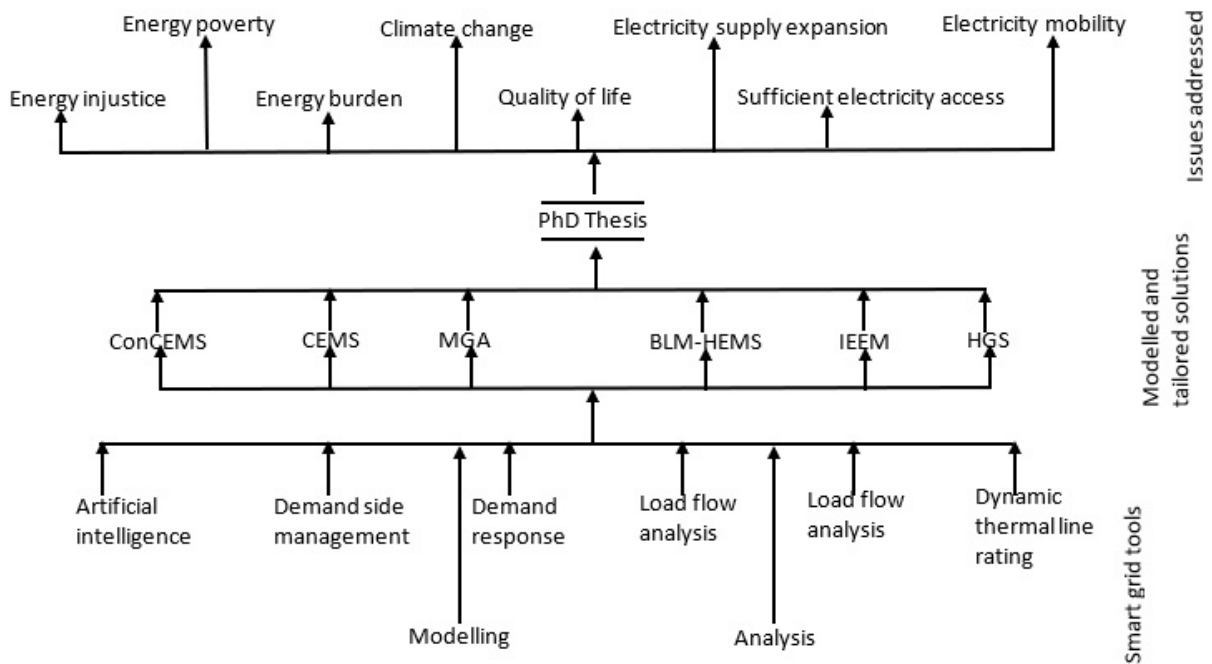 Energy poverty
Climate change
Electricity supply expansion
Electricity mobility
Energy injustice
Energy burden
Quality of life
Sufficient electricity access
Issues addressed
PhD Thesis
ConCEMS
CEMS
MGA
BLM-HEMS
IEEM
HGS
Modelled and
tailored solutions
Artificial
intelligence
Demand side
management
Demand
response
Load flow
analysis
Load flow
analysis
Dynamic
thermal line
rating
Modelling
Analysis
Smart grid tools